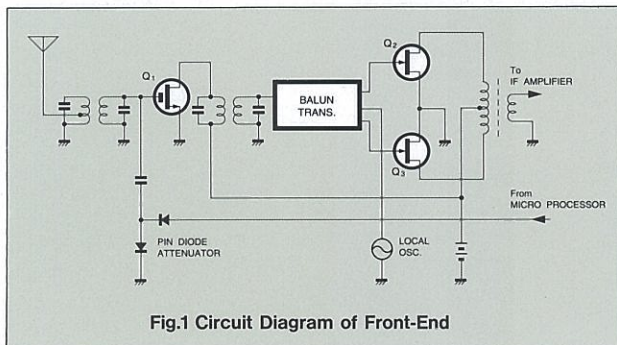 Q₁
Q₂
Q₃
BALUN
TRANS.
To
IF AMPLIFIER
From
MICRO PROCESSOR
PIN DIODE
ATTENUATOR
LOCAL
OSC.
Fig.1 Circuit Diagram of Front-End